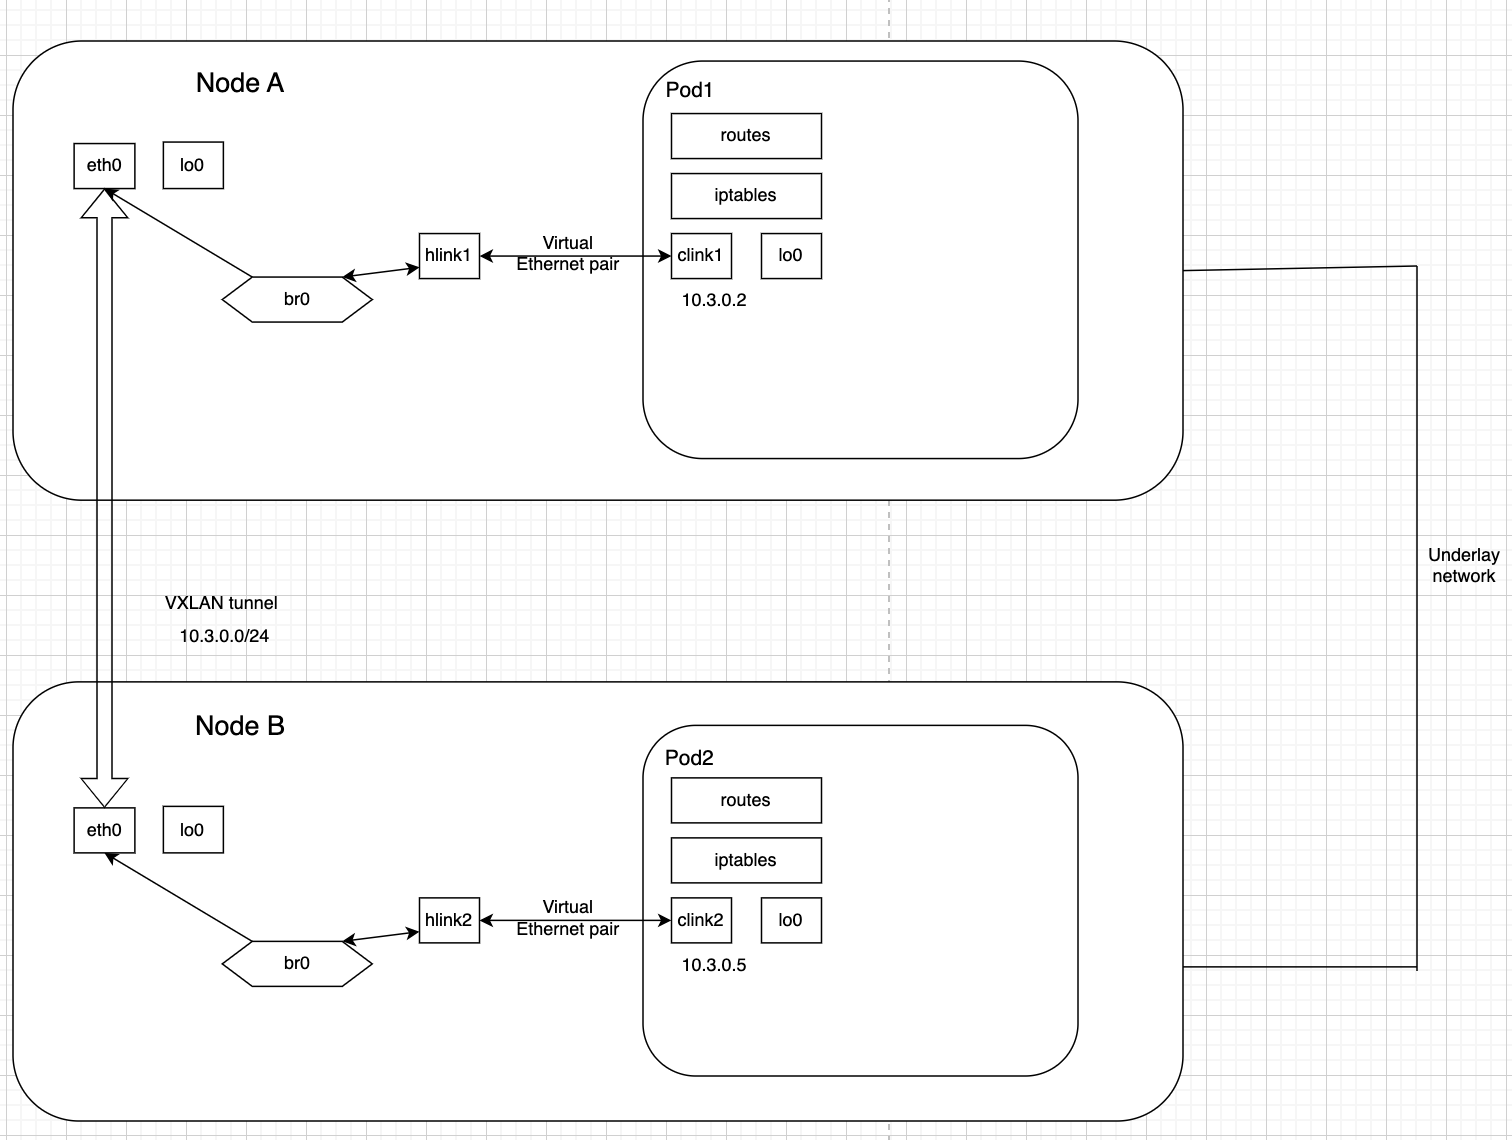 Node A
Pod1
routes
eth0
lo0
iptables
hlink1
Virtual
Ethernet pair
clink1
lo0
br0
10.3.0.2
Underlay
network
VXLAN tunnel
10.3.0.0/24
Node B
Pod2
routes
eth0
lo0
iptables
hlink2
Virtual
Ethernet pair
clink2
lo0
br0
10.3.0.5